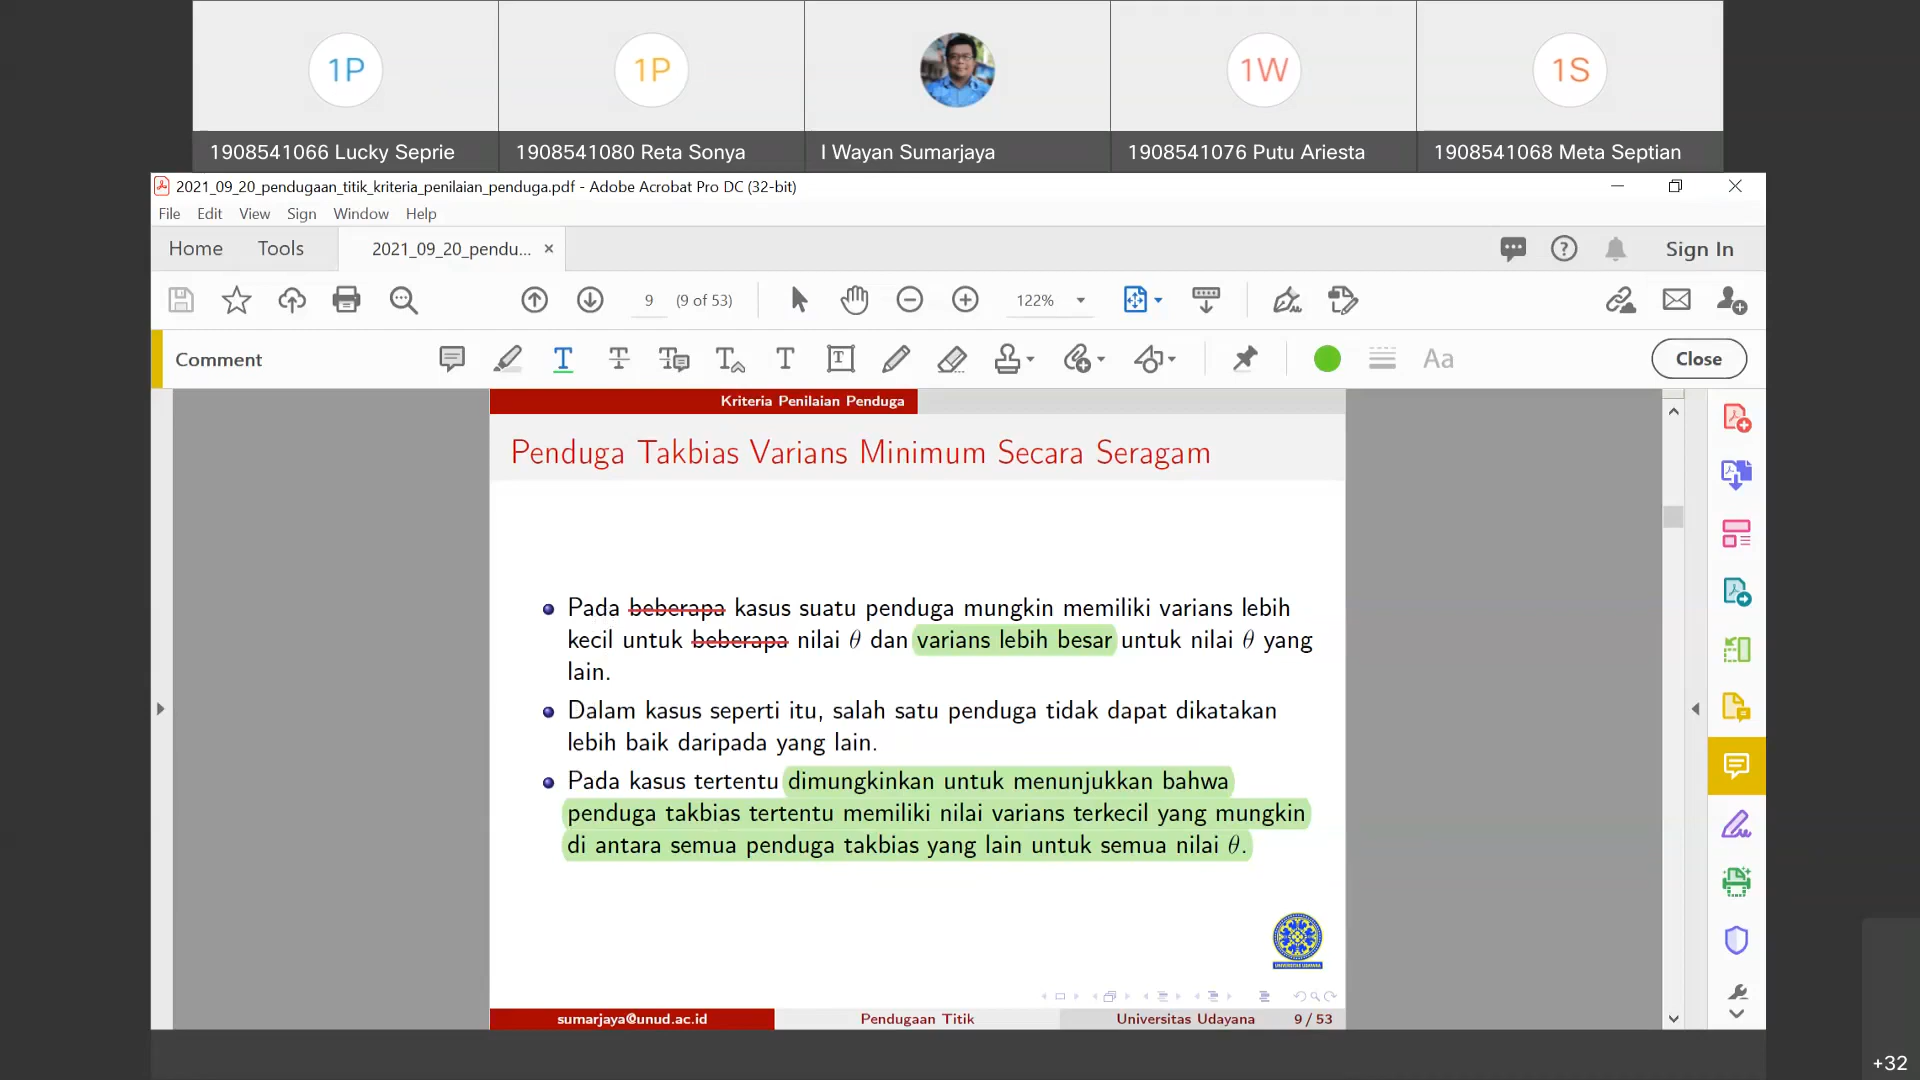 1P
1P
1W
1S
1908541066 Lucky Seprie
1908541080 Reta Sonya
I Wayan Sumarjaya
1908541076 Putu Ariesta
1908541068 Meta Septian
2021_09_20_pendugaan_titik_kriteria_penilaian_penduga.pdf - Adobe Acrobat Pro DC (32-bit)
File Edit View Sign Window Help
Home Tools 2021_09_20_pendu... × Sign In
9 (9 of 53) 122%
Comment Aa Close
Kriteria Penilaian Penduga
Penduga Takbias Varians Minimum Secara Seragam
Pada beberapa kasus suatu penduga mungkin memiliki varians lebih
kecil untuk beberapa nilai θ dan varians lebih besar untuk nilai θ yang
lain.
Dalam kasus seperti itu, salah satu penduga tidak dapat dikatakan
lebih baik daripada yang lain.
Pada kasus tertentu dimungkinkan untuk menunjukkan bahwa
penduga takbias tertentu memiliki nilai varians terkecil yang mungkin
di antara semua penduga takbias yang lain untuk semua nilai θ.
UNIVERSITAS UDAYANA
sumarjaya@unud.ac.id Pendugaan Titik Universitas Udayana 9 / 53
+32